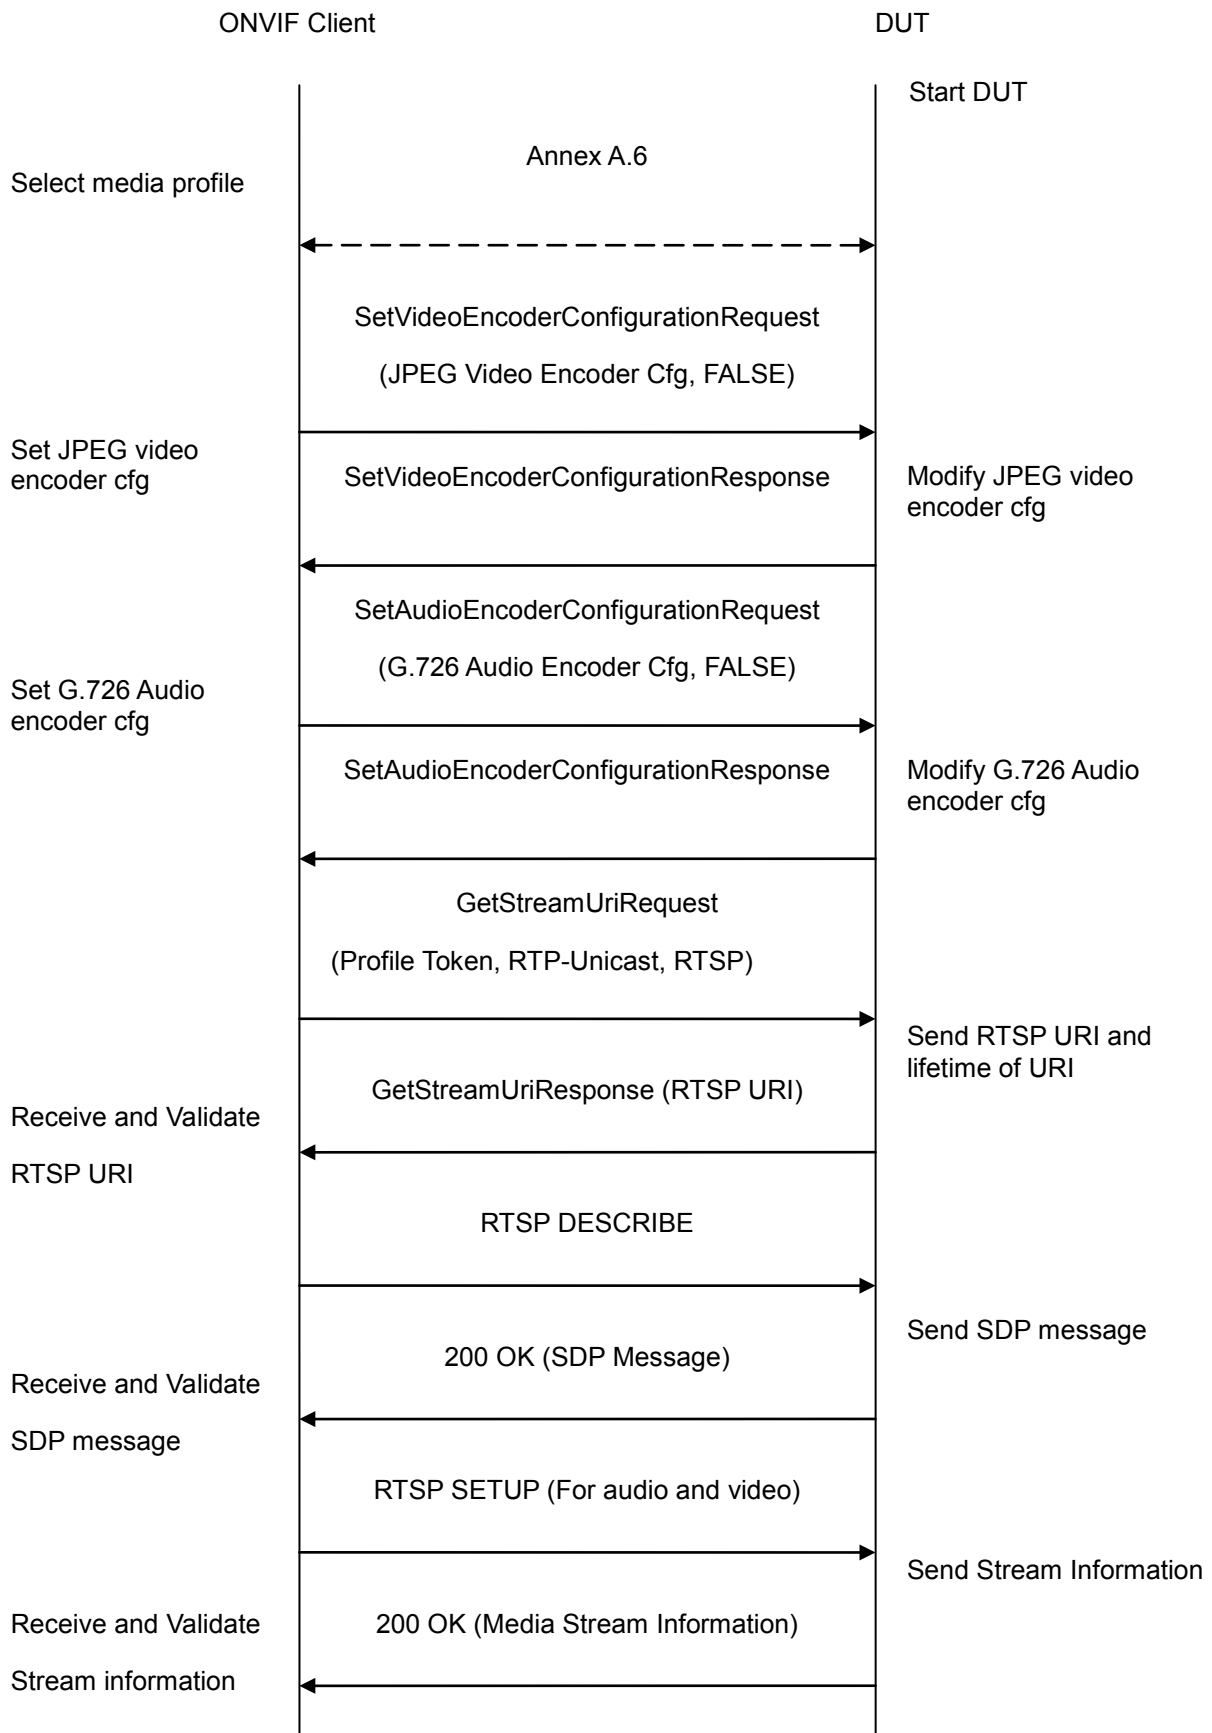 ONVIF Client
DUT
Start DUT
Annex A.6
Select media profile
SetVideoEncoderConfigurationRequest
(JPEG Video Encoder Cfg, FALSE)
Set JPEG video
encoder cfg
SetVideoEncoderConfigurationResponse
Modify JPEG video
encoder cfg
SetAudioEncoderConfigurationRequest
(G.726 Audio Encoder Cfg, FALSE)
Set G.726 Audio
encoder cfg
SetAudioEncoderConfigurationResponse
Modify G.726 Audio
encoder cfg
GetStreamUriRequest
(Profile Token, RTP-Unicast, RTSP)
Send RTSP URI and
lifetime of URI
GetStreamUriResponse (RTSP URI)
Receive and Validate
RTSP URI
RTSP DESCRIBE
Send SDP message
200 OK (SDP Message)
Receive and Validate
SDP message
RTSP SETUP (For audio and video)
Send Stream Information
200 OK (Media Stream Information)
Receive and Validate
Stream information